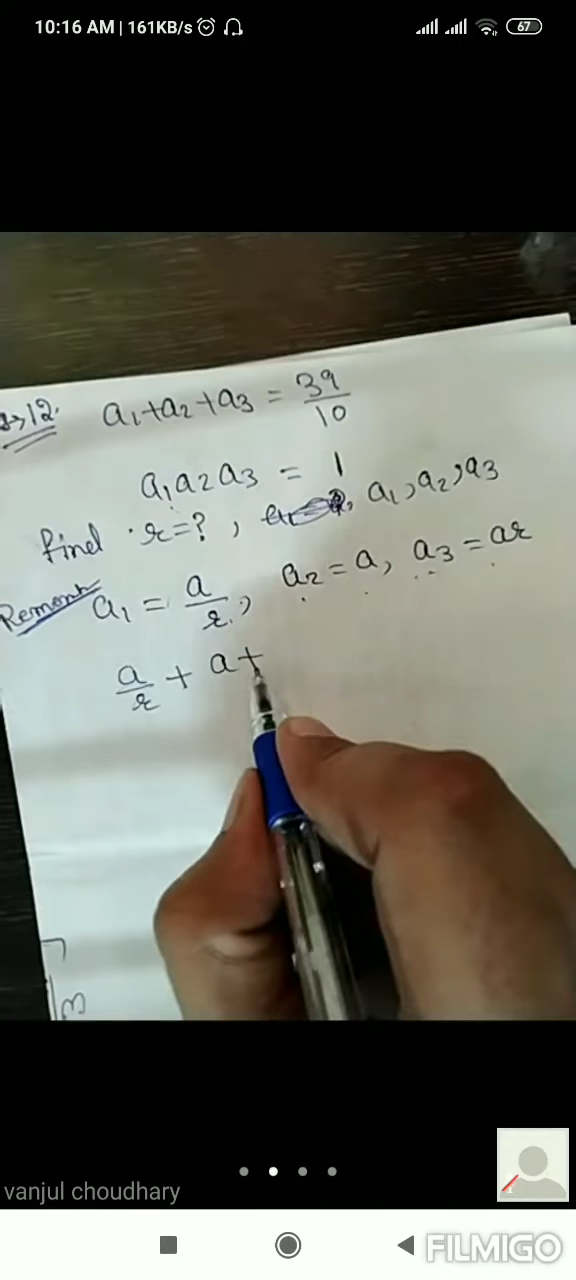 10:16 AM | 161KB/s
67
12.
a₁+a₂+a₃ = 39/10
a₁a₂a₃ = 1
find r=? , a₁,a₂,a₃
a₁ = a/r, a₂ = a, a₃ = ar
a/r + a+
vanjul choudhary
FILMIGO